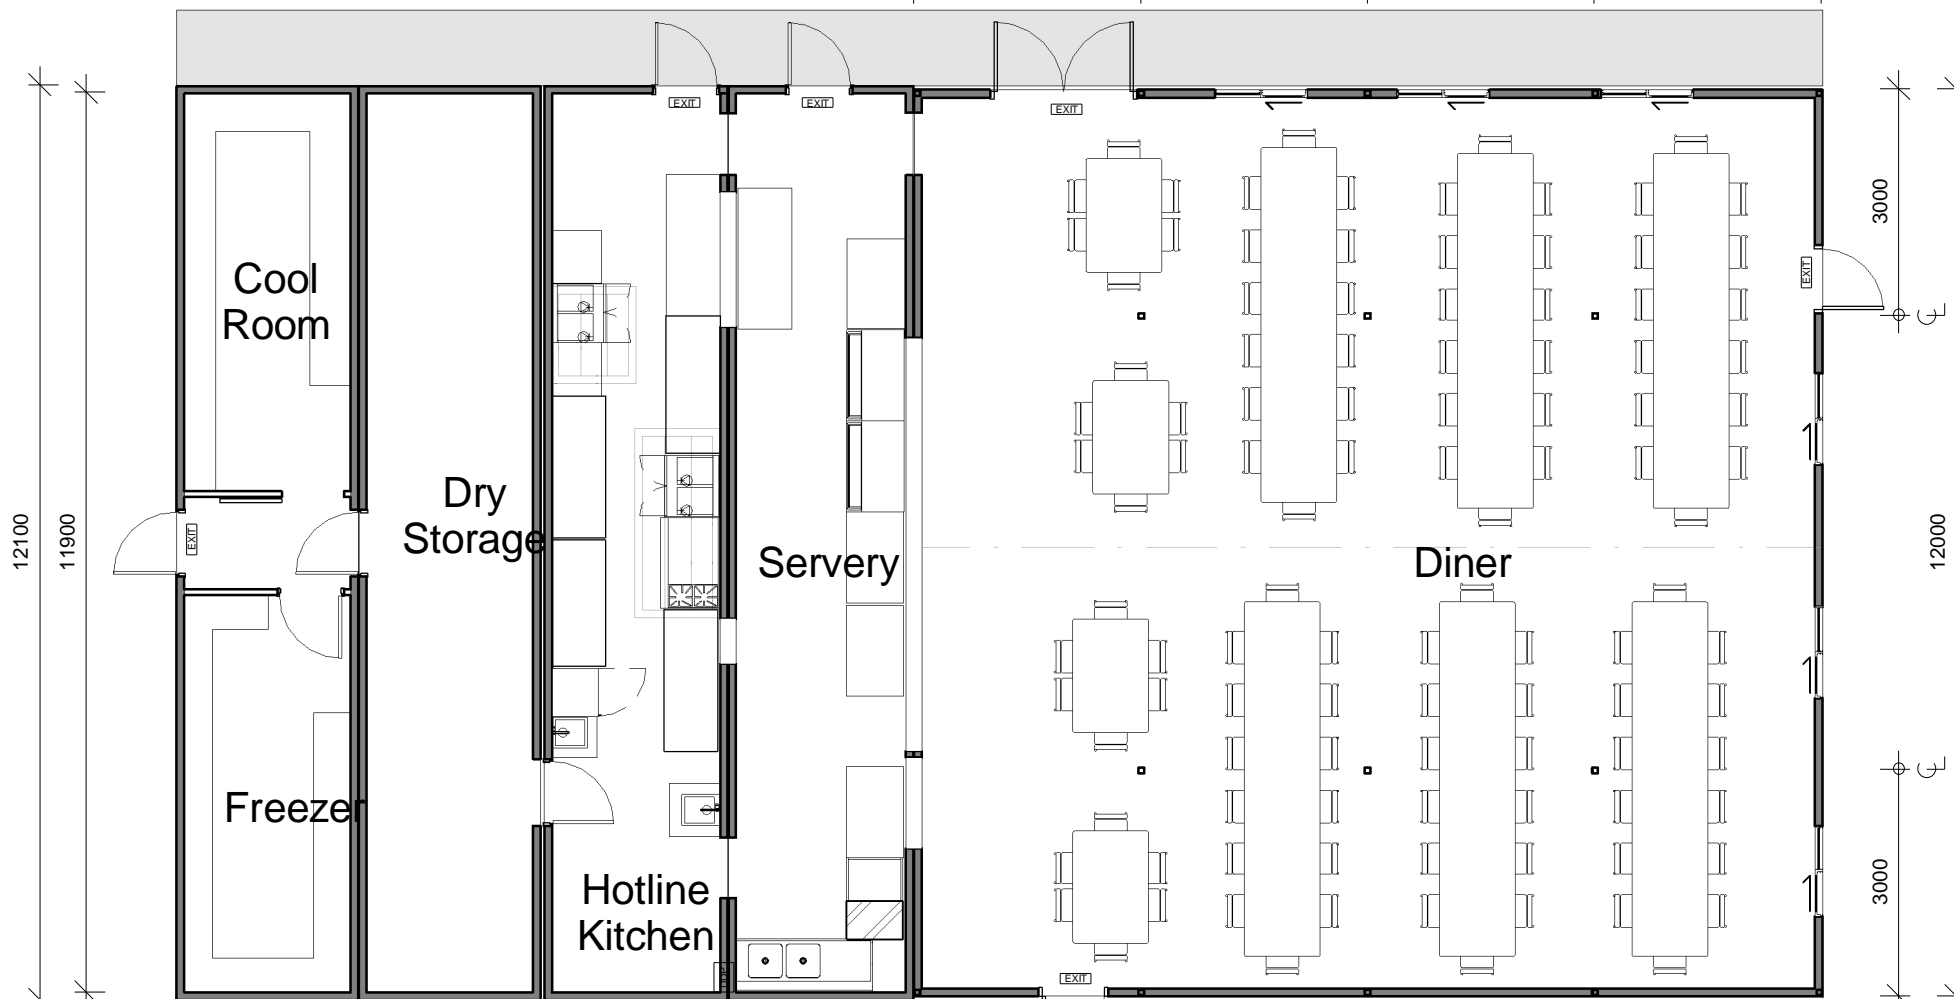 EXIT
EXIT
EXIT
3000
Cool
Room
EXIT
Dry
Storage
12100
11900
EXIT
Servery
Diner
12000
Freezer
Hotline
Kitchen
3000
EXIT